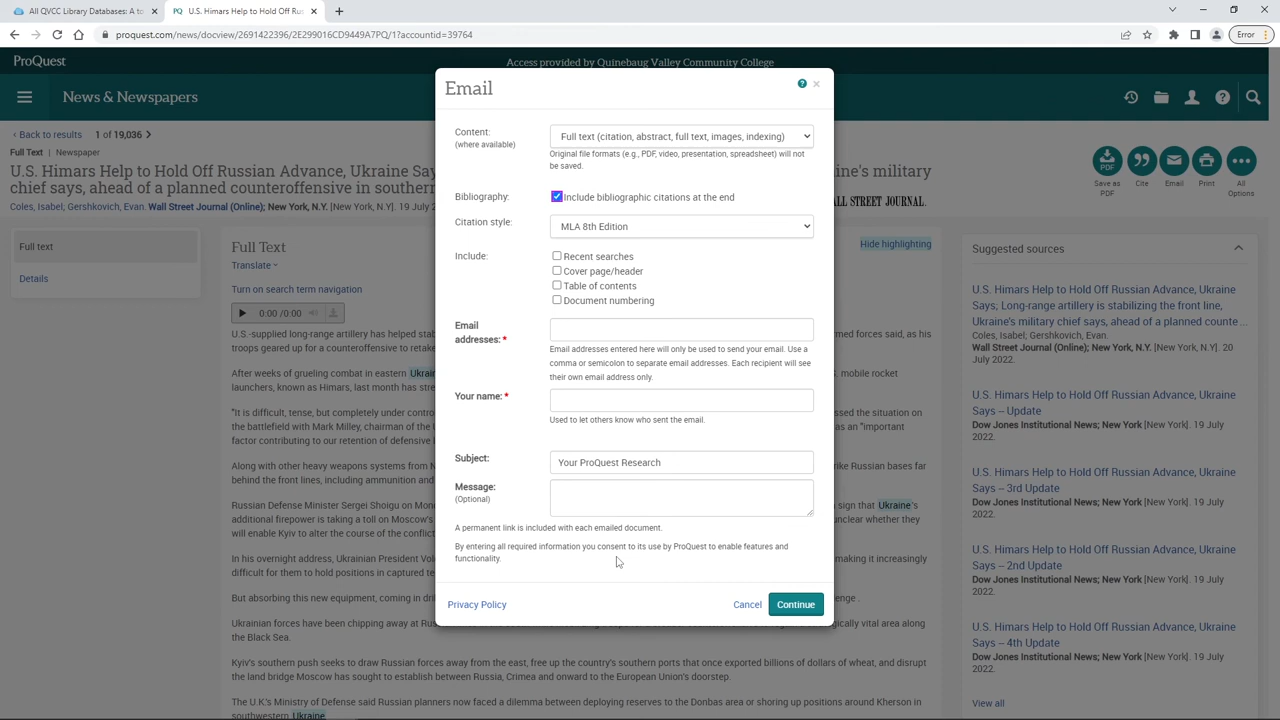 All QVCC Library Databases: A to
U.S. Himars Help to Hold Off Rus
proquest.com/news/docview/2691422396/2E299016CD9449A7PQ/1?accountid=39764
Error
ProQuest
Access provided by Quinebaug Valley Community College
News & Newspapers
Back to results
1 of 19,036
Full Text | Newspaper
U.S. Himars Help to Hold Off Russian Advance, Ukraine Sa
's military
chief says, ahead of a planned counteroffensive in southern
Coles, Isabel; Gershkovich, Evan. Wall Street Journal (Online); New York, N.Y. 19 July 2
ALL STREET JOURNAL.
Save as PDF
Cite
Email
Print
All Options
Full text
Details
Full Text
Hide highlighting
Translate
Turn on search term navigation
0:00 /0:00
U.S.-supplied long-range artillery has helped stab
rmed forces said, as his
troops geared up for a counteroffensive to retake
After weeks of grueling combat in eastern Ukrain
. mobile rocket
launchers, known as Himars, last month has stre
"It is difficult, tense, but completely under contro
ssed the situation on
the battlefield with Mark Milley, chairman of the U
as an "important
factor contributing to our retention of defensive l
Along with other heavy weapons systems from N
rike Russian bases far
behind the front lines, including ammunition and
Russian Defense Minister Sergei Shoigu on Mon
sign that Ukraine's
additional firepower is taking a toll on Moscow's
unclear whether they
will enable Kyiv to alter the course of the conflict
In his overnight address, Ukrainian President Vol
making it increasingly
difficult for them to hold positions in captured te
But absorbing this new equipment, coming in dri
Ukrainian forces have been chipping away at Rus
gically vital area along
the Black Sea.
Kyiv's southern push seeks to draw Russian forces away from the east, free up the country's southern ports that once exported billions of dollars of wheat, and disrupt
the land bridge Moscow has sought to establish between Russia, Crimea and onward to the European Union's doorstep.
The U.K's Ministry of Defense said Russian planners now faced a dilemma between deploying reserves to the Donbas area or shoring up positions around Kherson in
southwestern Ukraine.
Email
Content:
(where available)
Full text (citation, abstract, full text, images, indexing)
Original file formats (e.g., PDF, video, presentation, spreadsheet) will not
be saved.
Bibliography:
Include bibliographic citations at the end
Citation style:
MLA 8th Edition
Include:
Recent searches
Cover page/header
Table of contents
Document numbering
Email
addresses: *
Email addresses entered here will only be used to send your email. Use a
comma or semicolon to separate email addresses. Each recipient will see
their own email address only.
Your name: *
Used to let others know who sent the email.
Subject:
Your ProQuest Research
Message:
(Optional)
A permanent link is included with each emailed document.
By entering all required information you consent to its use by ProQuest to enable features and
functionality.
Privacy Policy
Cancel
Continue
Suggested sources
U.S. Himars Help to Hold Off Russian Advance, Ukraine
Says; Long-range artillery is stabilizing the front line,
Ukraine's military chief says, ahead of a planned counte ...
Coles, Isabel; Gershkovich, Evan.
Wall Street Journal (Online); New York, N.Y. [New York, N.Y]. 20
July 2022.
U.S. Himars Help to Hold Off Russian Advance, Ukraine
Says – Update
Dow Jones Institutional News; New York [New York]. 19 July
2022.
U.S. Himars Help to Hold Off Russian Advance, Ukraine
Says – 3rd Update
Dow Jones Institutional News; New York [New York]. 19 July
2022.
U.S. Himars Help to Hold Off Russian Advance, Ukraine
Says – 2nd Update
Dow Jones Institutional News; New York [New York]. 19 July
2022.
U.S. Himars Help to Hold Off Russian Advance, Ukraine
Says – 4th Update
Dow Jones Institutional News; New York [New York]. 19 July
2022.
View all